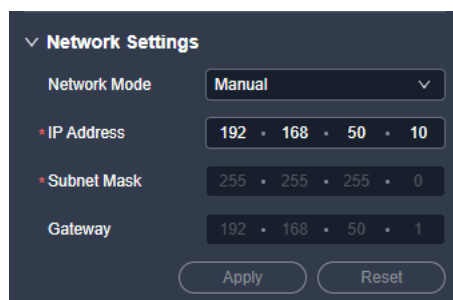 Network Settings
Network Mode Manual
* IP Address 192 . 168 . 50 . 10
* Subnet Mask 255 . 255 . 255 . 0
Gateway 192 . 168 . 50 . 1
Apply Reset